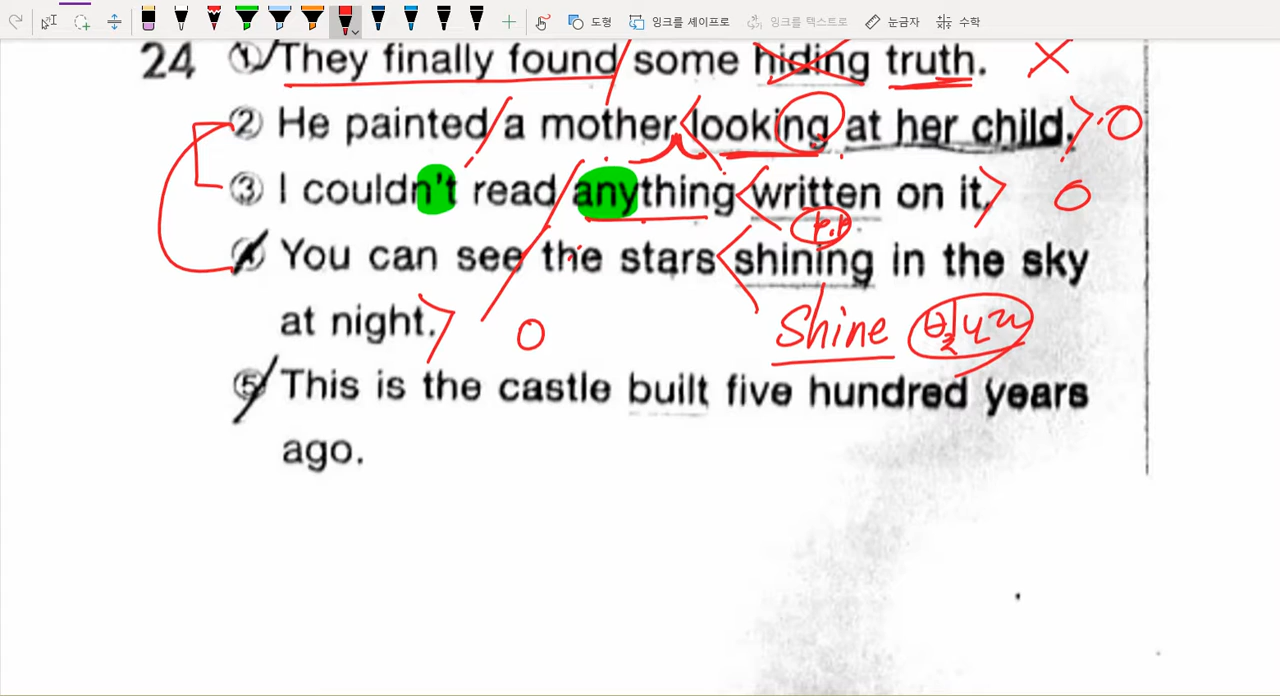 도형 잉크를 셰이프로 잉크를 텍스트로 눈금자 수학
24 ① They finally found some hiding truth. X
② He painted a mother looking at her child. O
③ I couldn't read anything written on it. O
p.p
④ You can see the stars shining in the sky
at night. O Shine
⑤ This is the castle built five hundred years
ago.